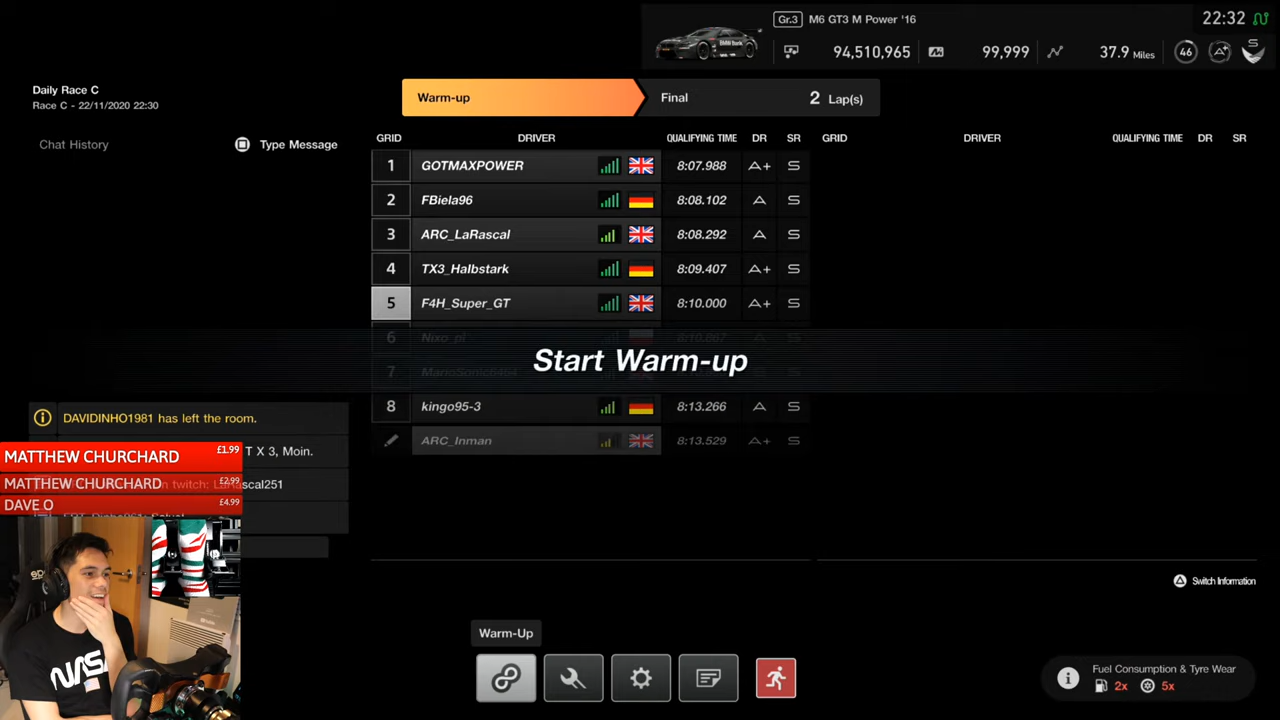 Gr.3 M6 GT3 M Power '16
22:32
94,510,965 99,999 37.9 Miles 46 A+ S
Daily Race C
Race C - 22/11/2020 22:30
Warm-up
Final 2 Lap(s)
Chat History Type Message
GRID DRIVER QUALIFYING TIME DR SR GRID DRIVER QUALIFYING TIME DR SR
1 GOTMAXPOWER 8:07.988 A+ S
2 FBiela96 8:08.102 A S
3 ARC_LaRascal 8:08.292 A S
4 TX3_Halbstark 8:09.407 A+ S
5 F4H_Super_GT 8:10.000 A+ S
6 Nixo_pl
Start Warm-up
7 MarioSonic6464
8 kingo95-3 8:13.266 A S
ARC_Inman 8:13.529 A+ S
DAVIDINHO1981 has left the room.
MATTHEW CHURCHARD £1.99
T X 3, Moin.
MATTHEW CHURCHARD £2.99
twitch: LaRascal251
DAVE O £4.99
NASA
Switch Information
Warm-Up
Fuel Consumption & Tyre Wear
2x 5x